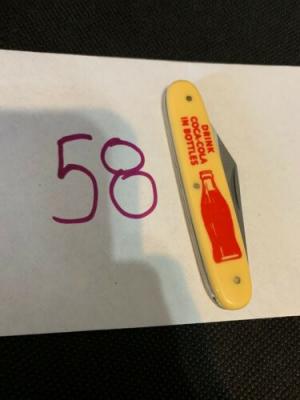 58
DRINK
COCA-COLA
IN BOTTLES